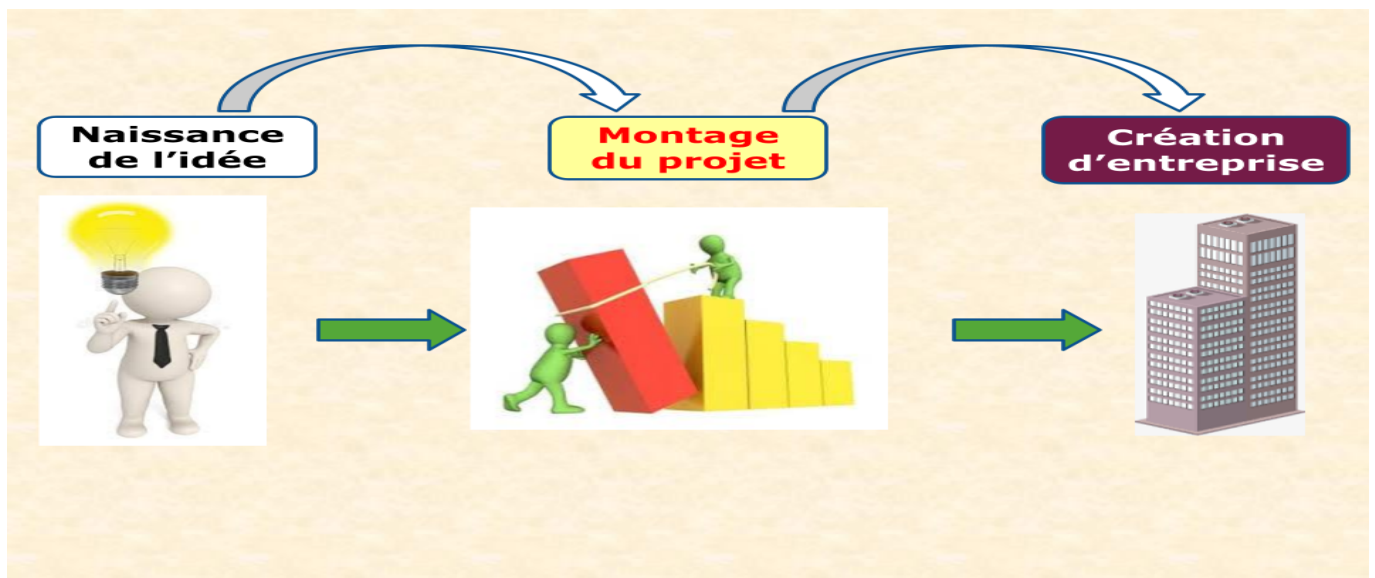 Naissance
de l’idée
Montage
du projet
Création
d’entreprise